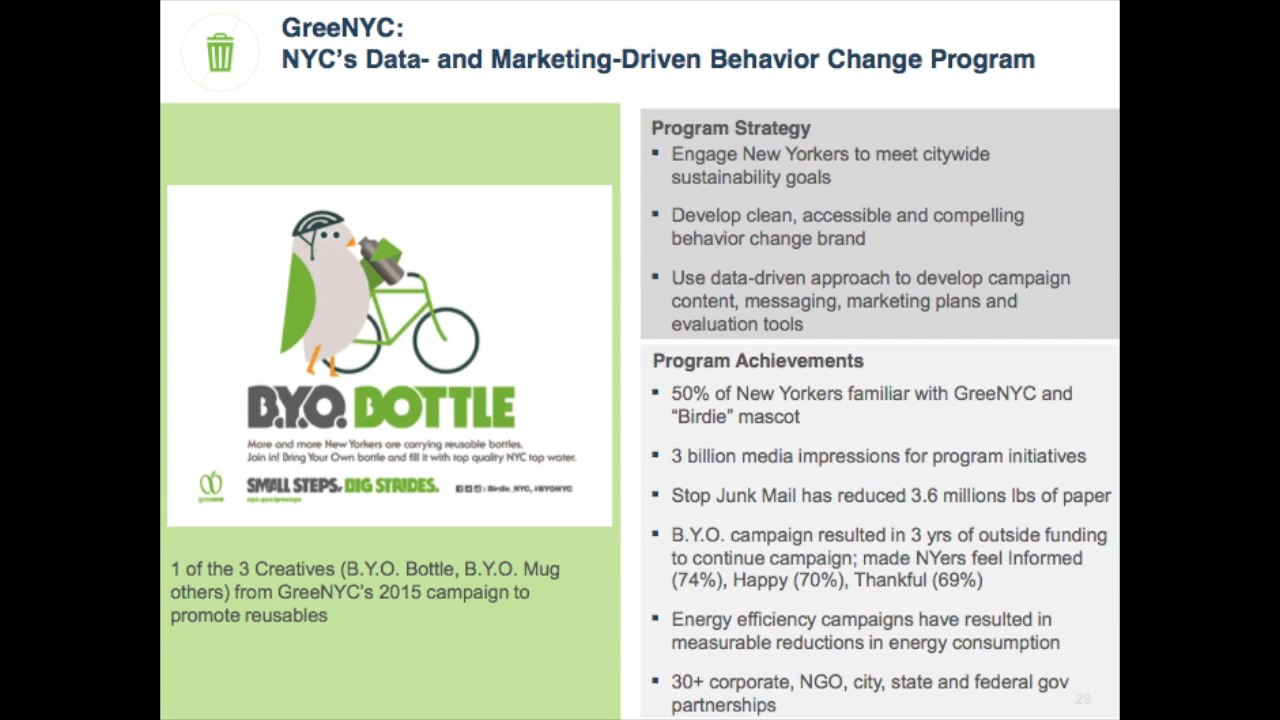 GreeNYC:
NYC's Data- and Marketing-Driven Behavior Change Program
B.Y.O. BOTTLE
More and more New Yorkers are carrying reusable bottles.
Join in! Bring Your Own bottle and fill it with top quality NYC tap water.
SMALL STEPS. BIG STRIDES.
: Birdie_NYC, #BYONYC
greenyc
nyc.gov/greenyc
1 of the 3 Creatives (B.Y.O. Bottle, B.Y.O. Mug
others) from GreeNYC's 2015 campaign to
promote reusables
Program Strategy
▪ Engage New Yorkers to meet citywide
sustainability goals
▪ Develop clean, accessible and compelling
behavior change brand
▪ Use data-driven approach to develop campaign
content, messaging, marketing plans and
evaluation tools
Program Achievements
▪ 50% of New Yorkers familiar with GreeNYC and
“Birdie” mascot
▪ 3 billion media impressions for program initiatives
▪ Stop Junk Mail has reduced 3.6 millions lbs of paper
▪ B.Y.O. campaign resulted in 3 yrs of outside funding
to continue campaign; made NYers feel Informed
(74%), Happy (70%), Thankful (69%)
▪ Energy efficiency campaigns have resulted in
measurable reductions in energy consumption
▪ 30+ corporate, NGO, city, state and federal gov
partnerships
29